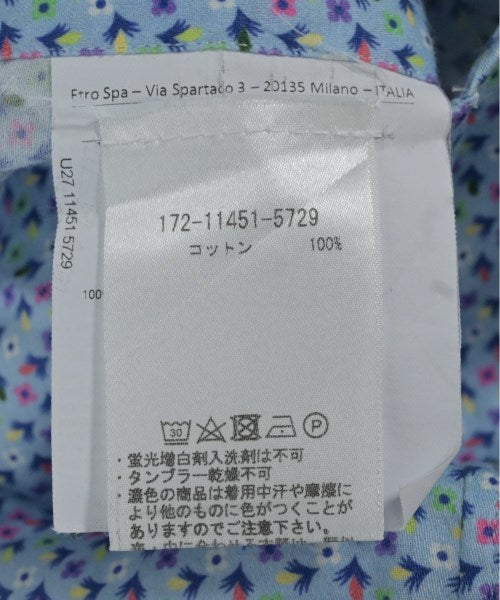 Etro Spa – Via Spartaco 3 – 20135 Milano – ITALIA
U27 11451 5729
100
172-11451-5729
コットン 100%
30 P
・蛍光増白剤入洗剤は不可
・タンブラー乾燥不可
・濃色の商品は着用中汗や摩擦に
より他のものに色がつくことが
ありますのでご注意下さい。